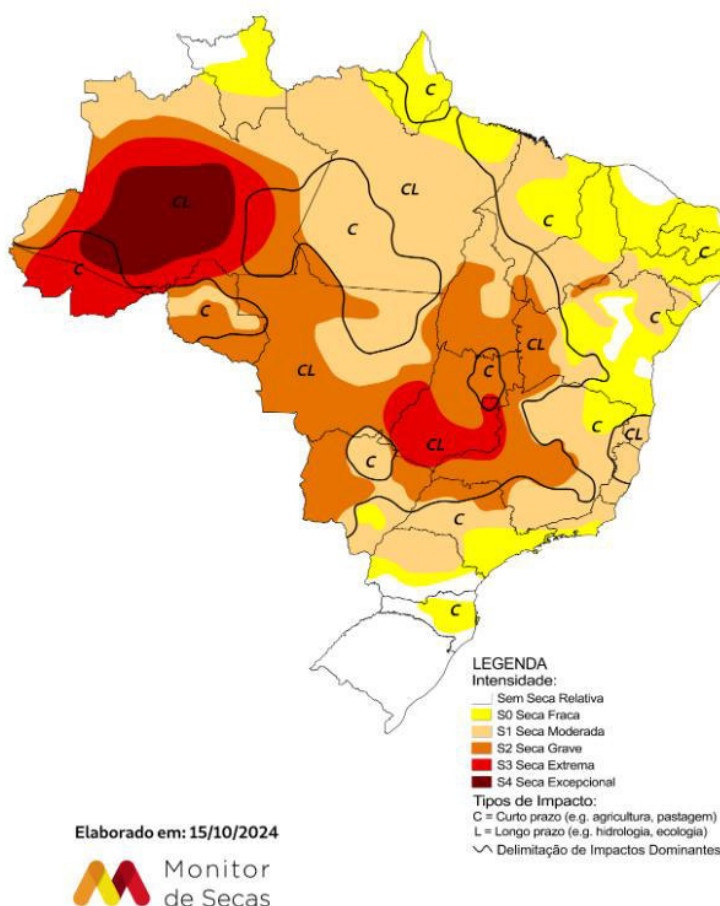 C
C
CL
CL
C
C
C
C
C
C
CL
CL
C
C
CL
CL
C
C
C
LEGENDA
Intensidade:
Sem Seca Relativa
S0 Seca Fraca
S1 Seca Moderada
S2 Seca Grave
S3 Seca Extrema
S4 Seca Excepcional
Tipos de Impacto:
C = Curto prazo (e.g. agricultura, pastagem)
L = Longo prazo (e.g. hidrologia, ecologia)
Delimitação de Impactos Dominantes
Elaborado em: 15/10/2024
Monitor
de Secas